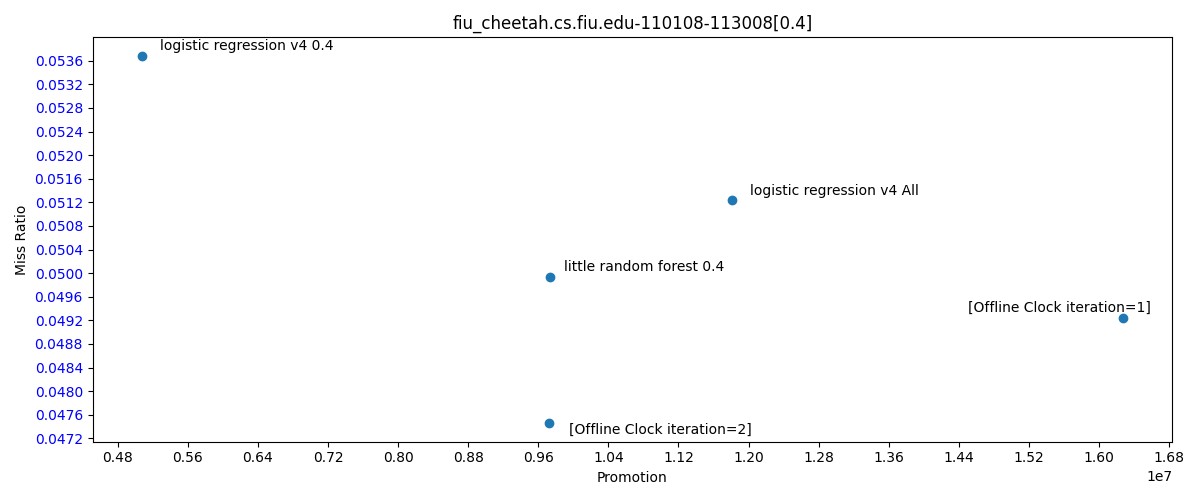 fiu_cheetah.cs.fiu.edu-110108-113008[0.4]
logistic regression v4 0.4
logistic regression v4 All
little random forest 0.4
[Offline Clock iteration=1]
[Offline Clock iteration=2]
Miss Ratio
0.0536
0.0532
0.0528
0.0524
0.0520
0.0516
0.0512
0.0508
0.0504
0.0500
0.0496
0.0492
0.0488
0.0484
0.0480
0.0476
0.0472
0.48 0.56 0.64 0.72 0.80 0.88 0.96 1.04 1.12 1.20 1.28 1.36 1.44 1.52 1.60 1.68
Promotion
1e7